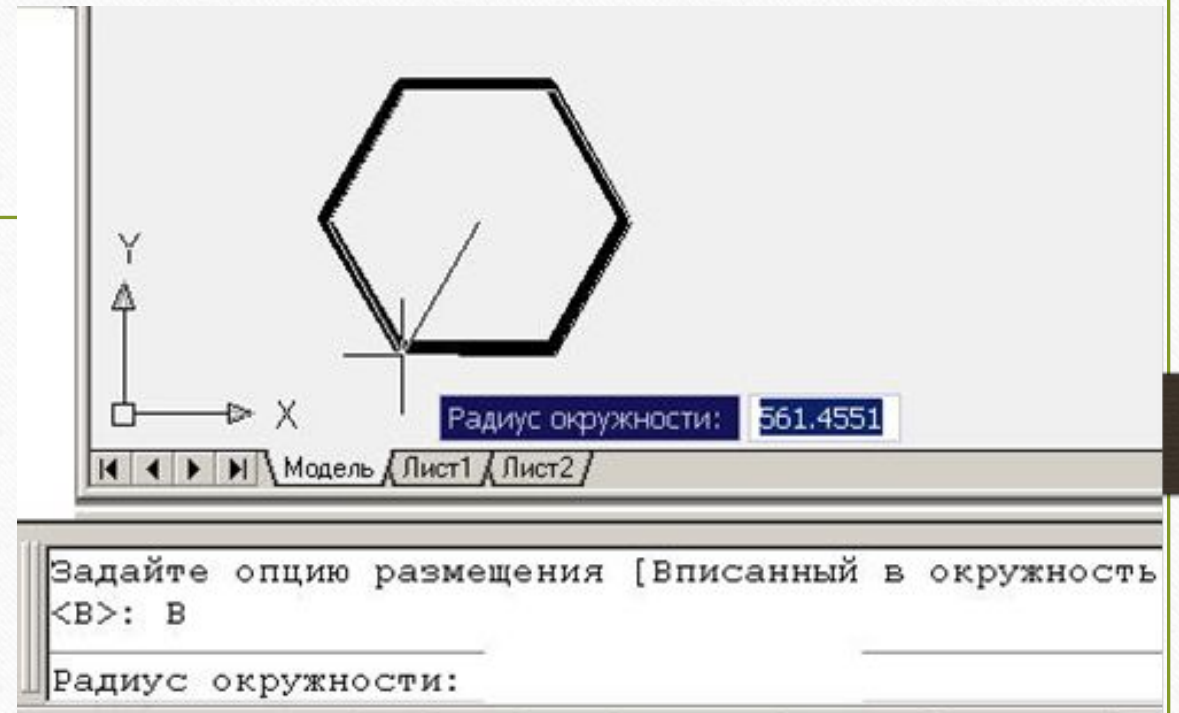 Y
X
Радиус окружности: 561.4551
Модель Лист1 Лист2
Задайте опцию размещения [Вписанный в окружность
<В>: В
Радиус окружности: